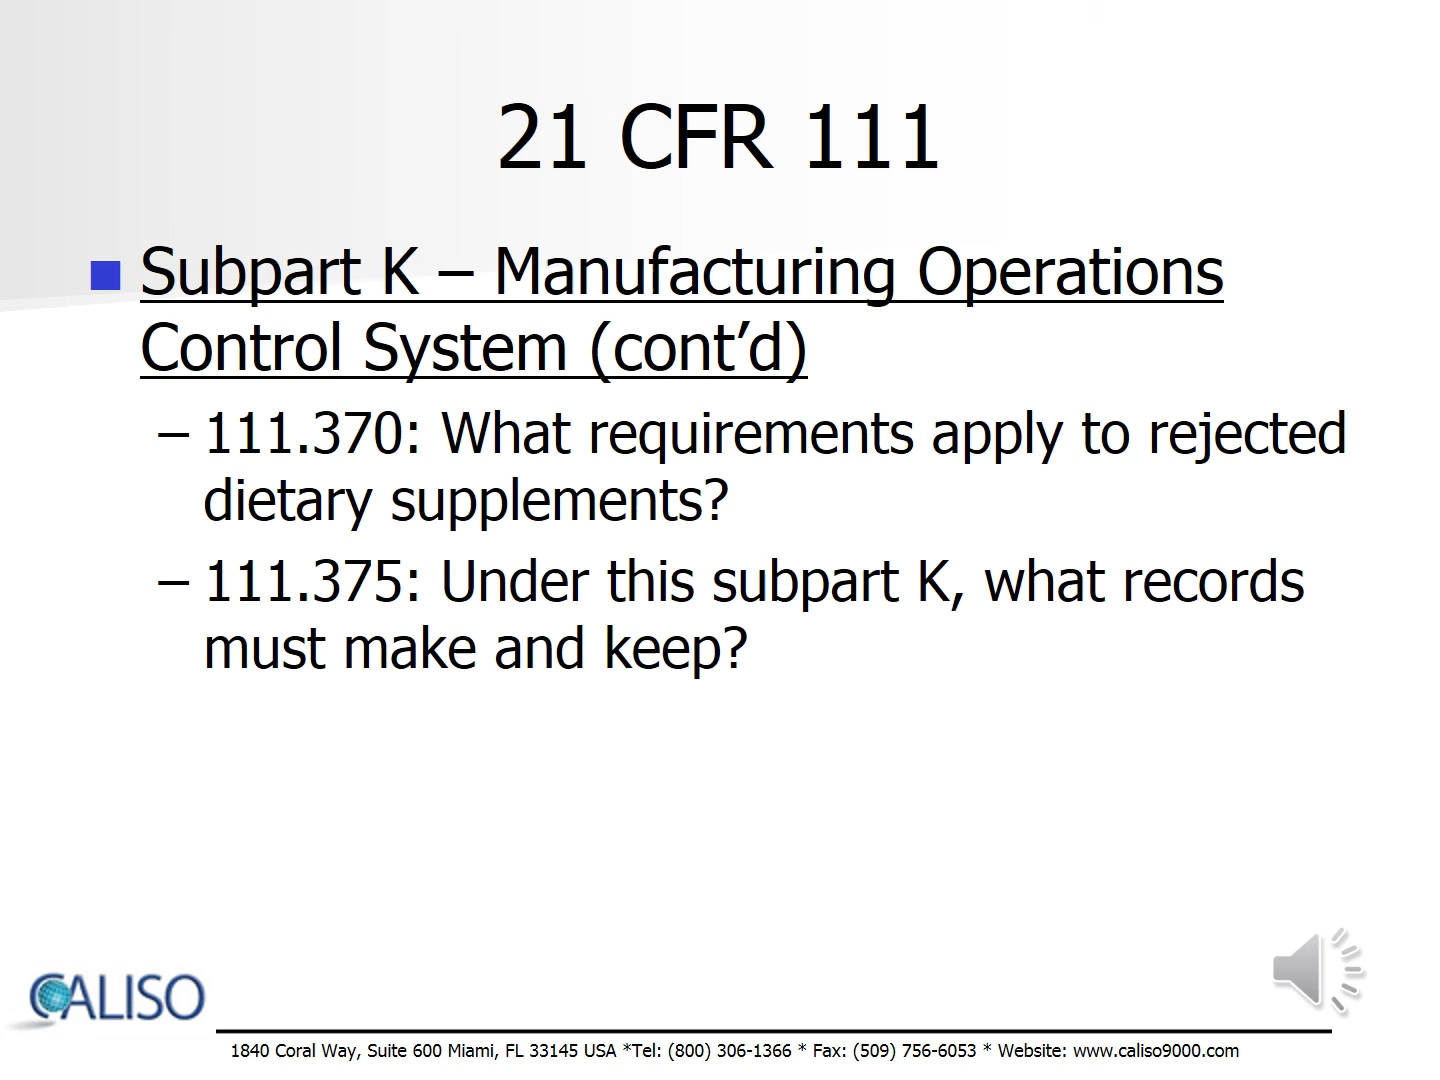 21 CFR 111
Subpart K – Manufacturing Operations
Control System (cont’d)
– 111.370: What requirements apply to rejected
dietary supplements?
– 111.375: Under this subpart K, what records
must make and keep?
CALISO
1840 Coral Way, Suite 600 Miami, FL 33145 USA *Tel: (800) 306-1366 * Fax: (509) 756-6053 * Website: www.caliso9000.com